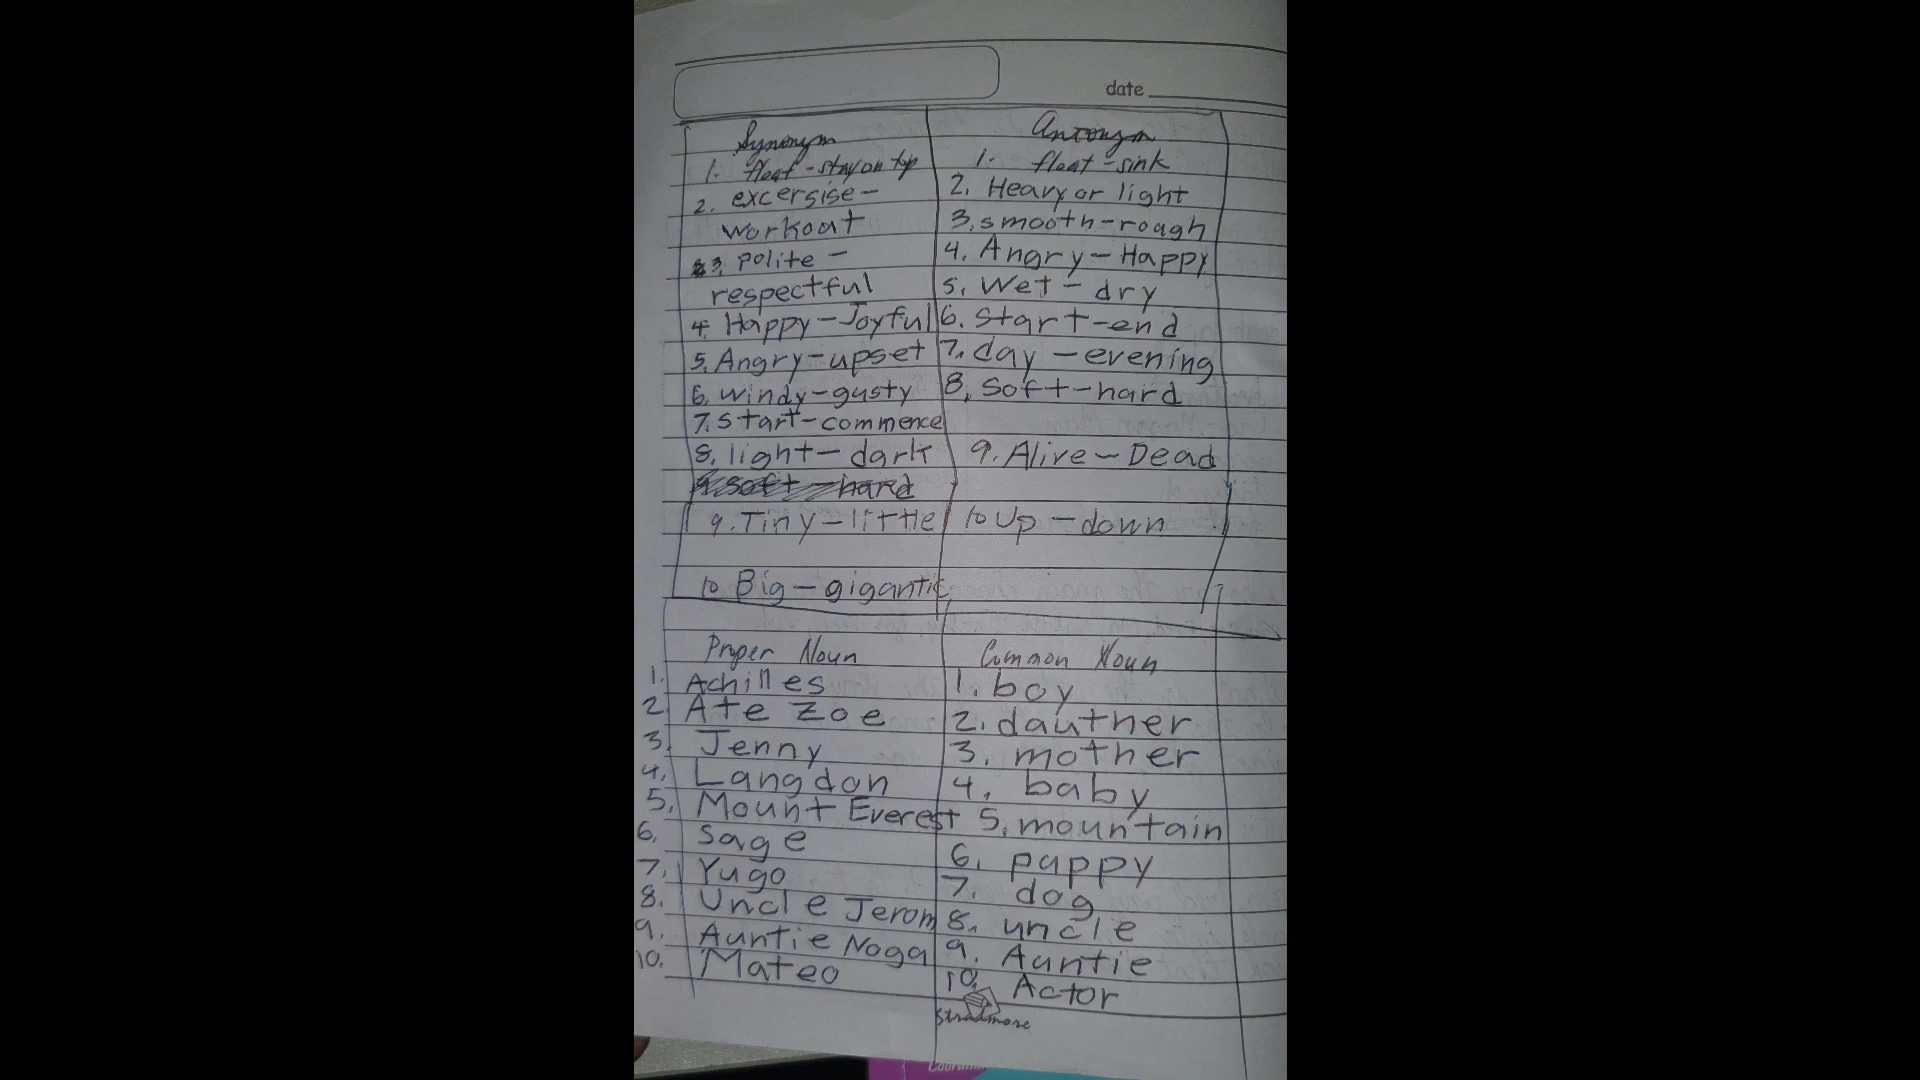 date
Synonym
1. float - stay on top
2. excersise -
workoat
3. polite -
respectful
4. Happy - Joyful
5. Angry - upset
6. windy - gusty
7. start - commence
8. light - dark
9. soft - hard
9. Tiny - little
10 Big - gigantic
Antonym
1. float - sink
2. Heavy or light
3. smooth - roagh
4. Angry - Happy
5. Wet - dry
6. start - end
7. day - evening
8. soft - hard
9. Alive - Dead
10 Up - down
Proper Noun
1. Achilles
2. Ate Zoe
3. Jenny
4. Langdon
5. Mount Everest
6. Sage
7. Yugo
8. Uncle Jerom
9. Auntie Noga
10. Mateo
Common Noun
1. boy
2. dauther
3. mother
4. baby
5. mountain
6. pappy
7. dog
8. uncle
9. Auntie
10. Actor
stradmore